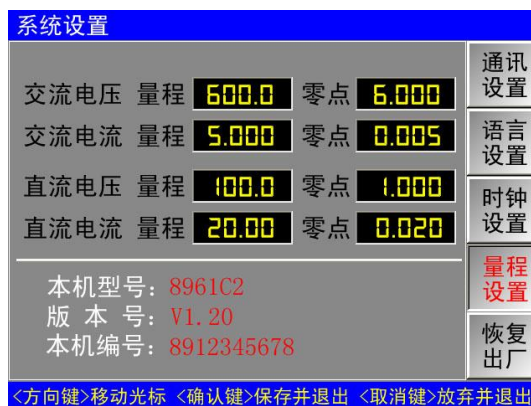 系统设置
交流电压 量程 600.0 零点 6.000
交流电流 量程 5.000 零点 0.005
直流电压 量程 100.0 零点 1.000
直流电流 量程 20.00 零点 0.020
本机型号：8961C2
版 本 号：V1.20
本机编号：8912345678
通讯
设置
语言
设置
时钟
设置
量程
设置
恢复
出厂
<方向键>移动光标 <确认键>保存并退出 <取消键>放弃并退出